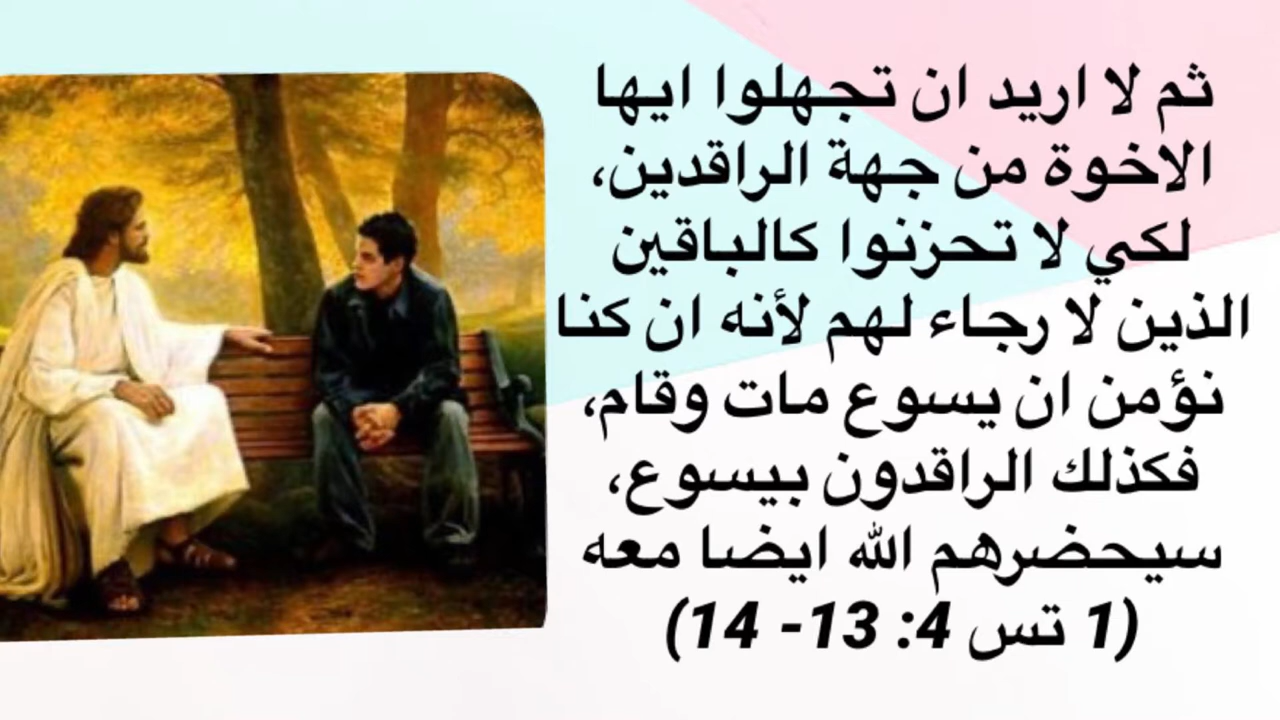 ثم لا اريد ان تجهلوا ايها
الاخوة من جهة الراقدين،
لكي لا تحزنوا كالباقين
الذين لا رجاء لهم لأنه ان كنا
نؤمن ان يسوع مات وقام،
فكذلك الراقدون بيسوع،
سيحضرهم الله ايضا معه
(1 تس 4: 13- 14)